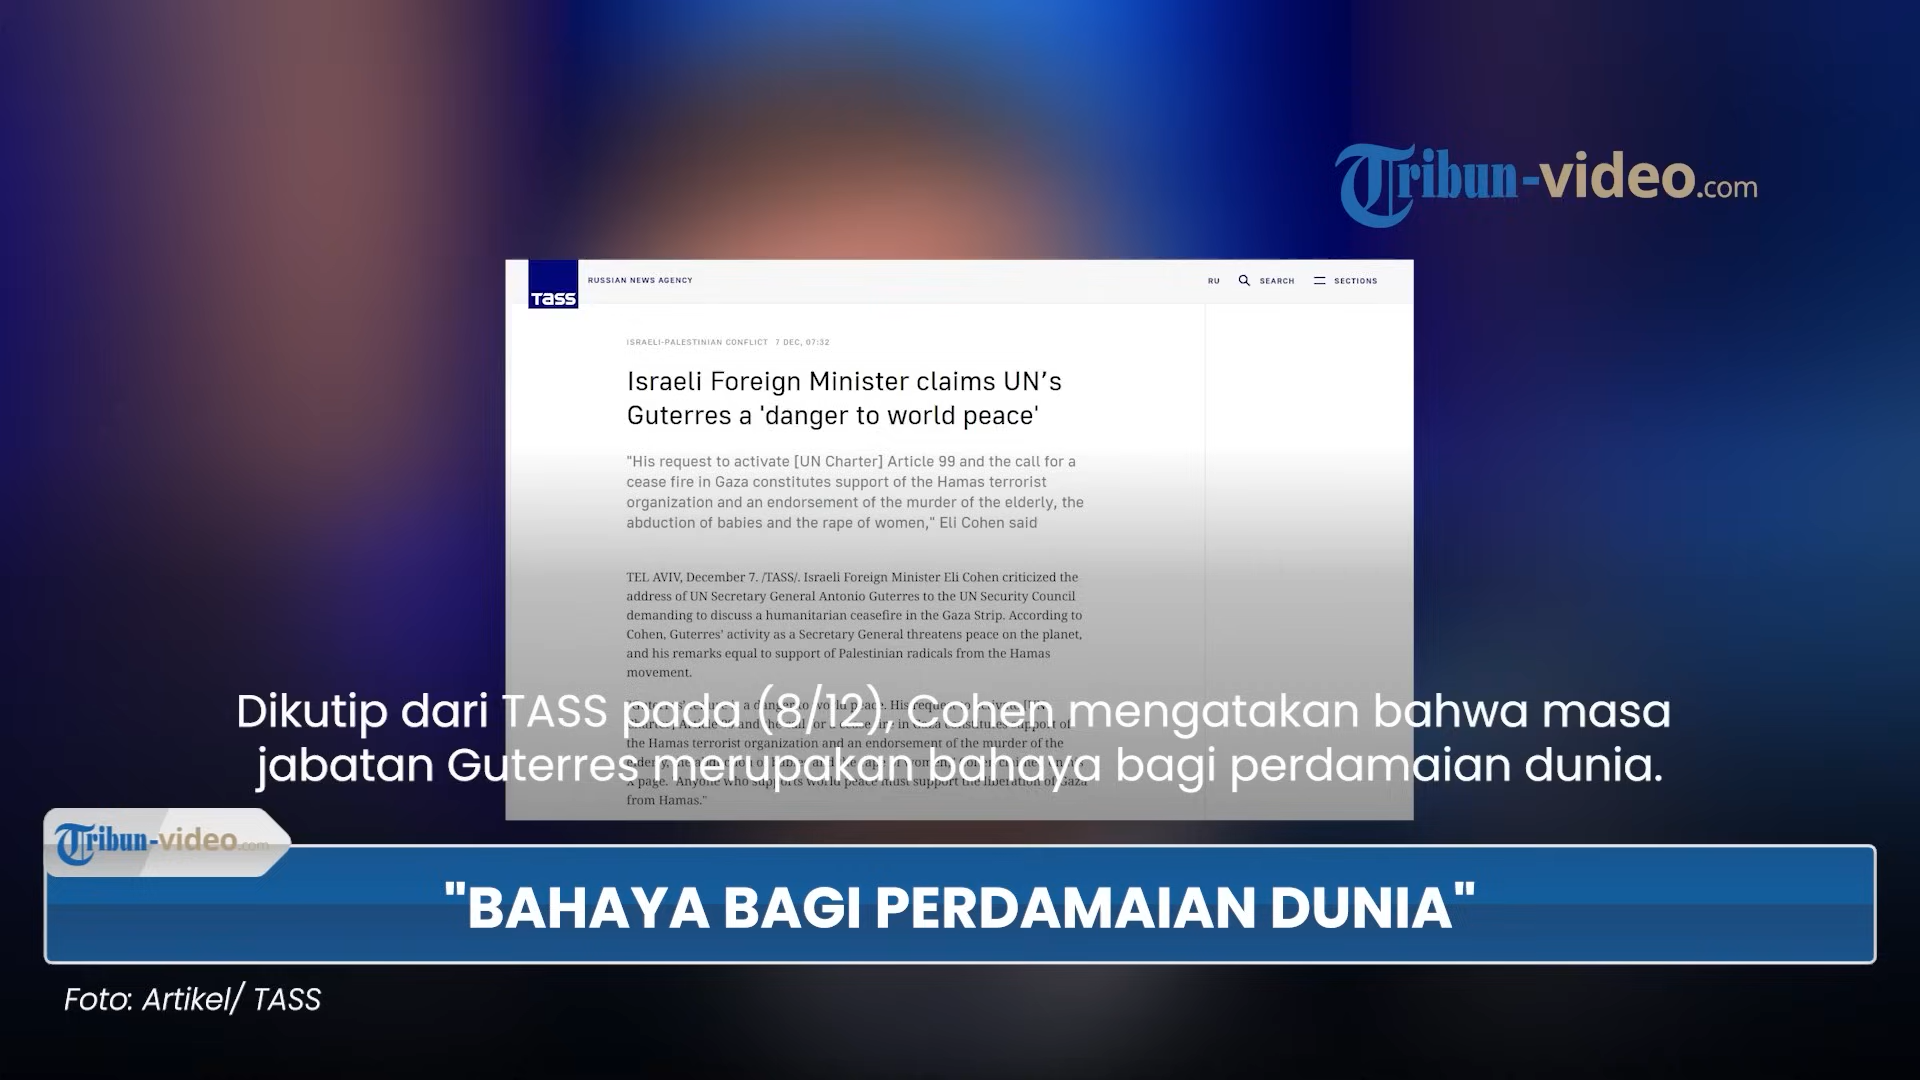 Tribun-video.com
TASS
RUSSIAN NEWS AGENCY
RU
SEARCH
SECTIONS
ISRAELI-PALESTINIAN CONFLICT 7 DEC, 07:32
Israeli Foreign Minister claims UN’s
Guterres a 'danger to world peace'
"His request to activate [UN Charter] Article 99 and the call for a
cease fire in Gaza constitutes support of the Hamas terrorist
organization and an endorsement of the murder of the elderly, the
abduction of babies and the rape of women," Eli Cohen said
TEL AVIV, December 7. /TASS/. Israeli Foreign Minister Eli Cohen criticized the
address of UN Secretary General Antonio Guterres to the UN Security Council
demanding to discuss a humanitarian ceasefire in the Gaza Strip. According to
Cohen, Guterres’ activity as a Secretary General threatens peace on the planet,
and his remarks equal to support of Palestinian radicals from the Hamas
movement.
the Hamas terrorist organization and an endorsement of the murder of the
from Hamas."
Dikutip dari TASS pada (8/12), Cohen mengatakan bahwa masa
jabatan Guterres merupakan bahaya bagi perdamaian dunia.
Tribun-video.com
"BAHAYA BAGI PERDAMAIAN DUNIA"
Foto: Artikel/ TASS